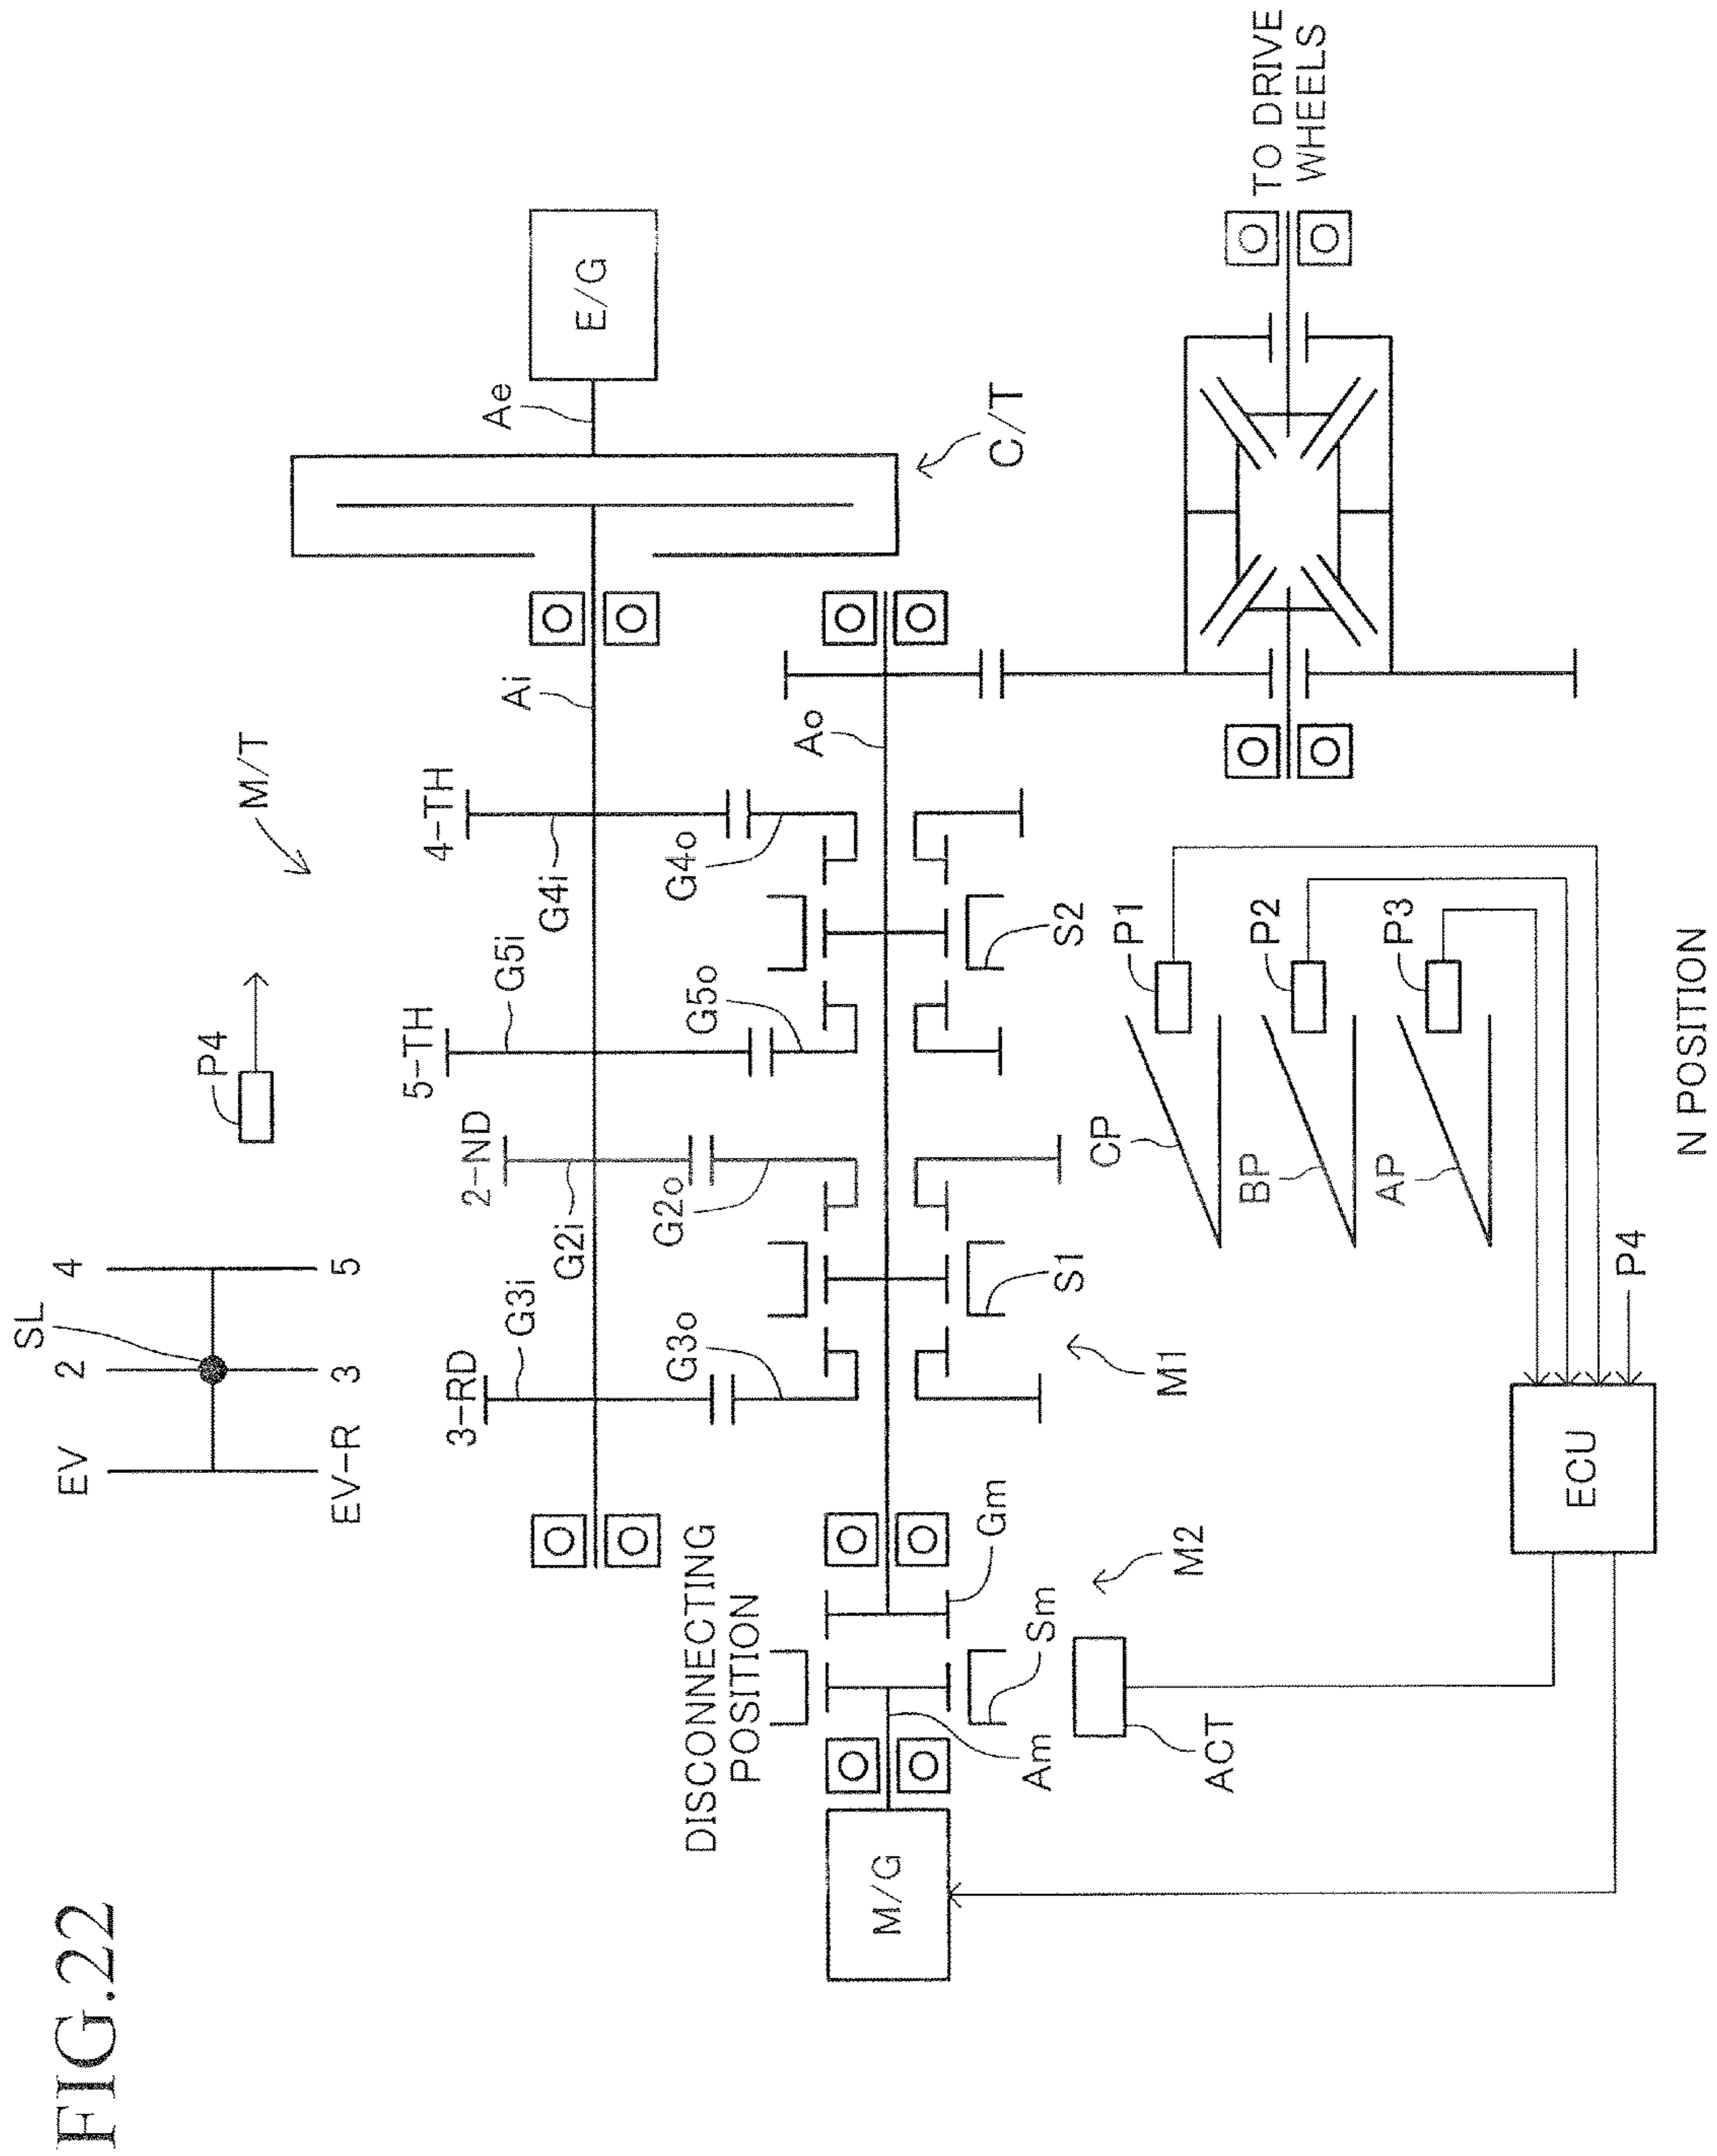 FIG.22
EV
2
4
SL
EV-R
3
5
P4
M/T
3-RD
2-ND
5-TH
4-TH
G3i
G2i
G5i
G4i
Ai
Ae
E/G
C/T
G3o
G2o
G5o
G4o
Ao
DISCONNECTING
POSITION
M/G
Am
Sm
Gm
M2
ACT
M1
S1
S2
TO DRIVE
WHEELS
CP
P1
BP
P2
AP
P3
ECU
P4
N POSITION